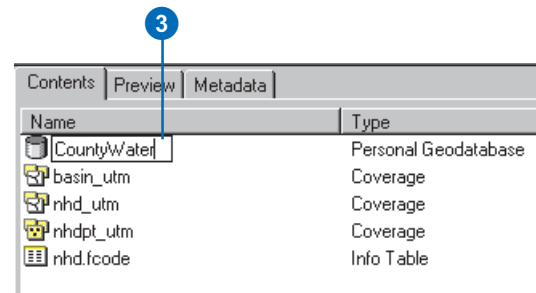 3
Contents Preview Metadata
Name Type
CountyWater Personal Geodatabase
basin_utm Coverage
nhd_utm Coverage
nhdpt_utm Coverage
nhd.fcode Info Table